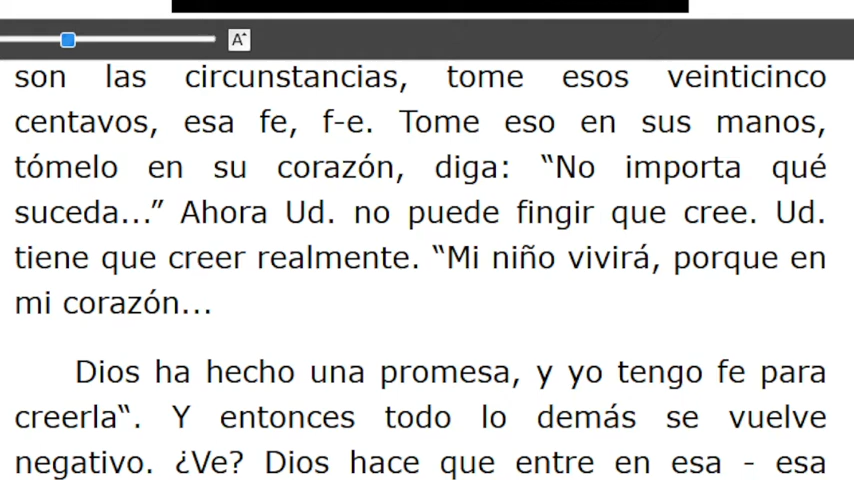 A
son las circunstancias, tome esos veinticinco
centavos, esa fe, f-e. Tome eso en sus manos,
tómelo en su corazón, diga: “No importa qué
suceda...” Ahora Ud. no puede fingir que cree. Ud.
tiene que creer realmente. “Mi niño vivirá, porque en
mi corazón...
Dios ha hecho una promesa, y yo tengo fe para
creerla“. Y entonces todo lo demás se vuelve
negativo. ¿Ve? Dios hace que entre en esa - esa